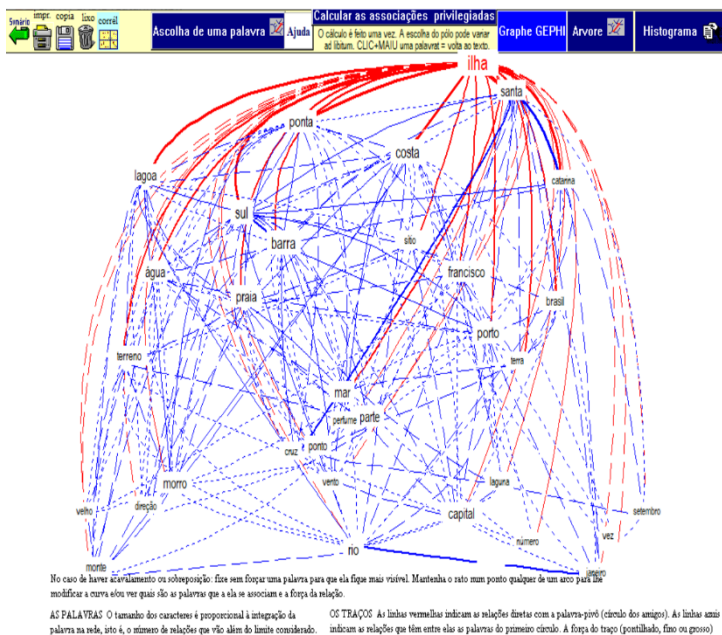 Sumário impr. copia lixo corrél
Escolha de uma palavra
Ajuda
Calcular as associações privilegiadas
O cálculo é feito uma vez. A escolha do pólo pode variar
ad libitum. CLIC+MAIU uma palavrat = volta ao texto.
Graphe GEPHI
Arvore
Histograma
ilha
santa
ponta
costa
lagoa
catarina
sul
barra
sítio
água
francisco
praia
brasil
porto
terreno
terra
mar
perfume
parte
cruz
ponto
morro
vento
laguna
velho
direção
capital
setembro
vez
rio
número
monte
janeiro
No caso de haver acavalamento ou sobreposição: fixe sem forçar uma palavra para que ela fique mais visível. Mantenha o rato num ponto qualquer de um arco para lhe
modificar a curva e/ou ver quais são as palavras que a ela se associam e a força da relação.
AS PALAVRAS O tamanho dos caracteres é proporcional à integração da
palavra na rede, isto é, o número de relações que vão além do limite considerado.
OS TRAÇOS As linhas vermelhas indicam as relações diretas com a palavra-pivô (círculo dos amigos). As linhas azuis
indicam as relações que têm entre elas as palavras do primeiro círculo. A força do traço (pontilhado, fino ou grosso)